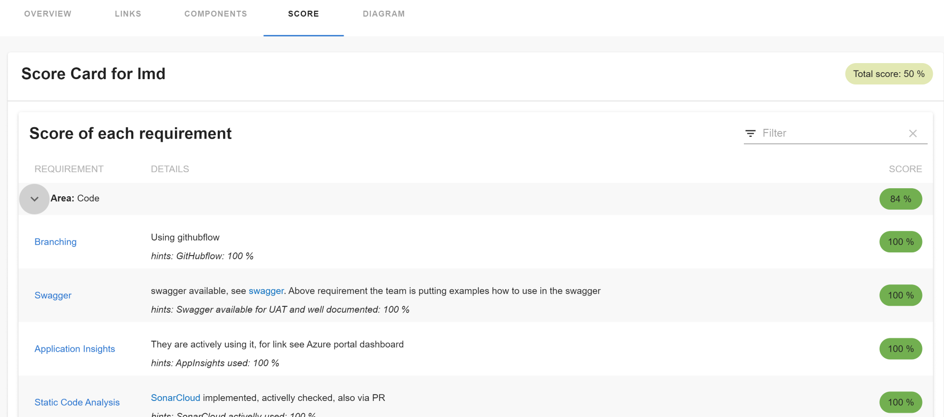 OVERVIEW LINKS COMPONENTS SCORE DIAGRAM
Score Card for lmd
Total score: 50 %
Score of each requirement
Filter
REQUIREMENT DETAILS SCORE
Area: Code 84 %
Branching Using githubflow 100 %
hints: GitHubflow: 100 %
Swagger swagger available, see swagger. Above requirement the team is putting examples how to use in the swagger 100 %
hints: Swagger available for UAT and well documented: 100 %
Application Insights They are actively using it, for link see Azure portal dashboard 100 %
hints: AppInsights used: 100 %
Static Code Analysis SonarCloud implemented, activelly checked, also via PR 100 %
hints: SonarCloud activelly used: 100 %